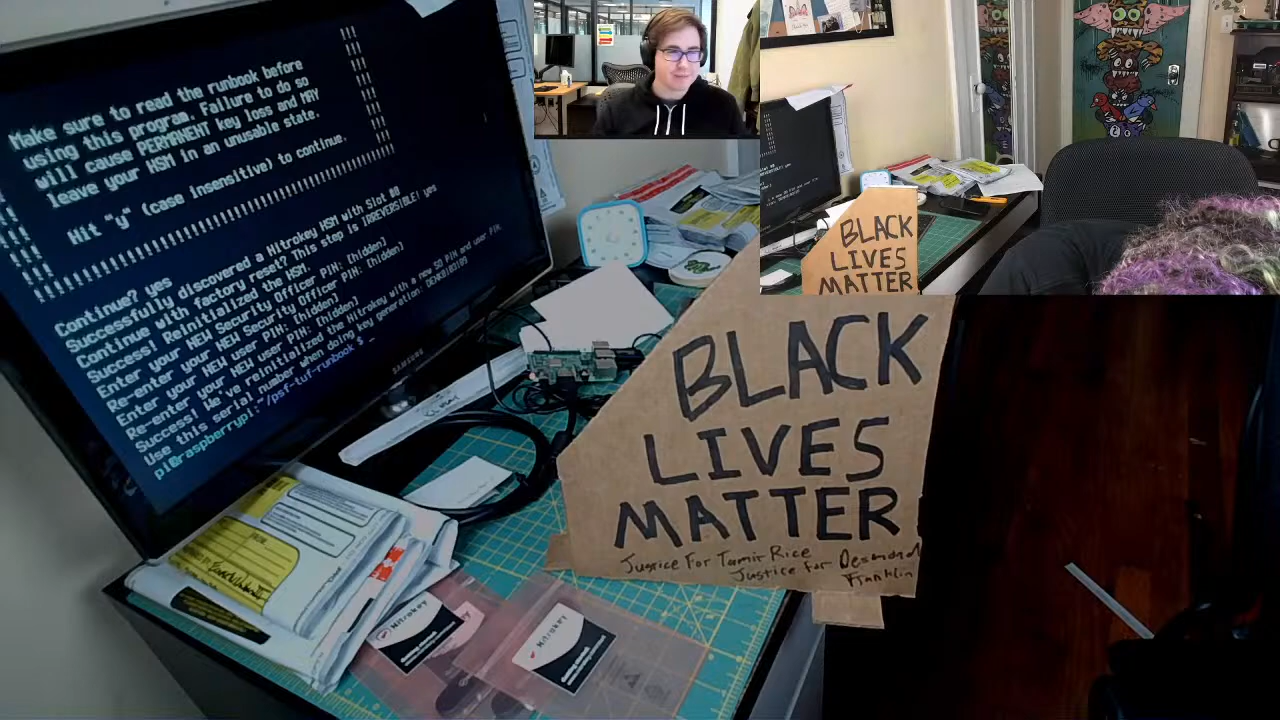 Make sure to read the runbook before
using this program. Failure to do so
will cause PERMANENT key loss and MAY
leave your HSM in an unusable state.
Hit "y" (case insensitive) to continue.
Continue? yes
Successfully discovered a Nitrokey HSM with Slot 00
Continue with factory reset? This step is IRREVERSIBLE! yes
Success! Reinitialized the HSM.
Enter your NEW Security Officer PIN: [hidden]
Re-enter your NEW Security Officer PIN: [hidden]
Enter your NEW user PIN: [hidden]
Re-enter your NEW user PIN: [hidden]
Success! We've reinitialized the Nitrokey with a new SO PIN and user PIN.
Use this serial number when doing key generation:
pi@raspberrypi:~/psf-tuf-runbook $
SAMSUNG
BLACK
LIVES
MATTER
Justice For Tamir Rice
Justice For Desmond
Franklin
Nitrokey
Nitrokey
BLACK
LIVES
MATTER